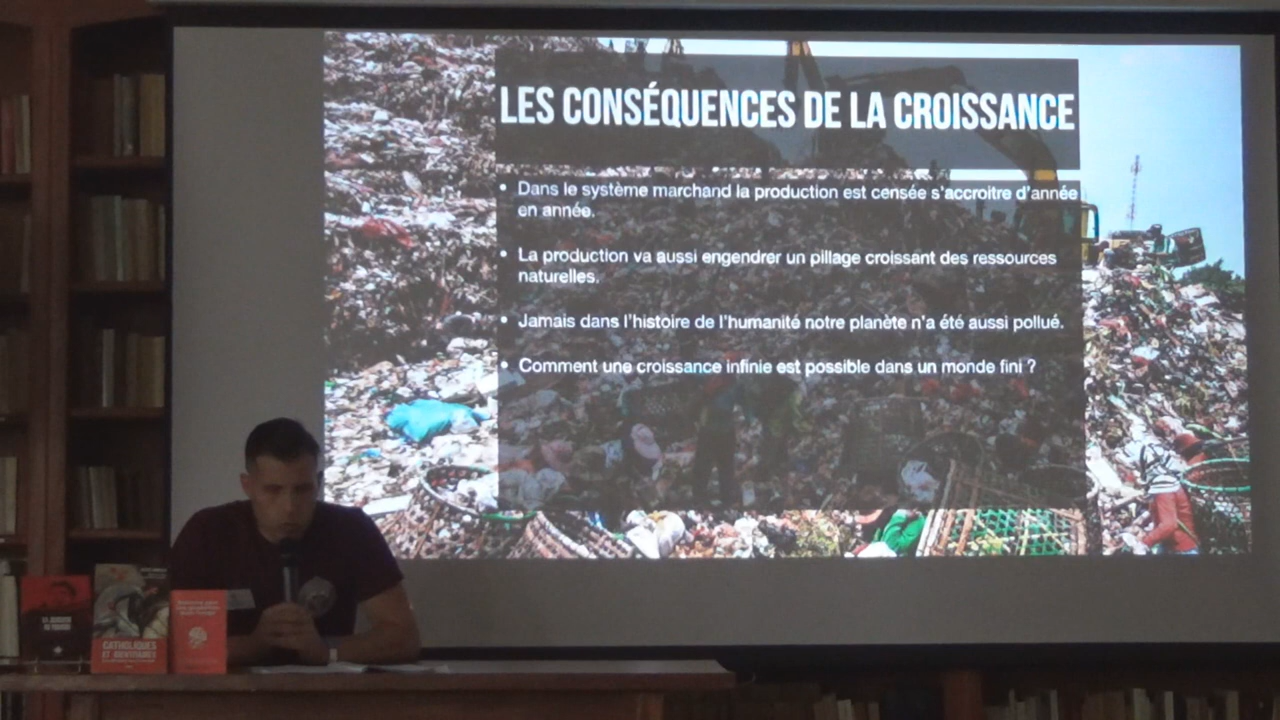 LES CONSÉQUENCES DE LA CROISSANCE
• Dans le système marchand la production est censée s'accroitre d'année
en année.
• La production va aussi engendrer un pillage croissant des ressources
naturelles.
• Jamais dans l'histoire de l'humanité notre planète n'a été aussi pollué.
• Comment une croissance infinie est possible dans un monde fini ?
CATHOLIQUES
ET IDENTITAIRES